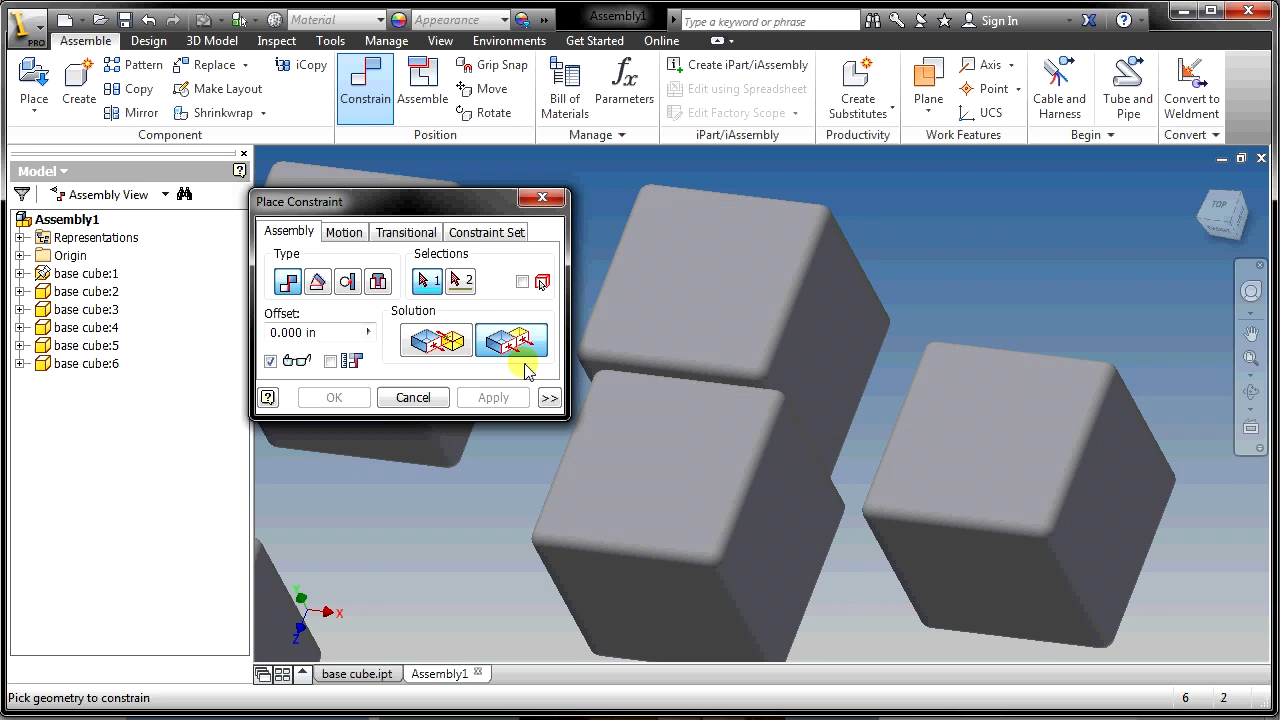 PRO
Material
Appearance
Assembly1
Type a keyword or phrase
Sign In
Assemble Design 3D Model Inspect Tools Manage View Environments Get Started Online
Place
Create
Pattern
Copy
Mirror
Replace
Make Layout
Shrinkwrap
iCopy
Component
Constrain
Assemble
Grip Snap
Move
Rotate
Position
Bill of
Materials
fx
Parameters
Manage
Create iPart/iAssembly
Edit using Spreadsheet
Edit Factory Scope
iPart/iAssembly
Create
Substitutes
Productivity
Plane
Axis
Point
UCS
Work Features
Cable and
Harness
Tube and
Pipe
Begin
Convert to
Weldment
Convert
Model
Assembly View
Assembly1
Representations
Origin
base cube:1
base cube:2
base cube:3
base cube:4
base cube:5
base cube:6
Place Constraint
Assembly Motion Transitional Constraint Set
Type
Selections
1 2
Offset:
0.000 in
Solution
OK Cancel Apply >>
TOP
Y
X
Z
base cube.ipt Assembly1
Pick geometry to constrain
6 2